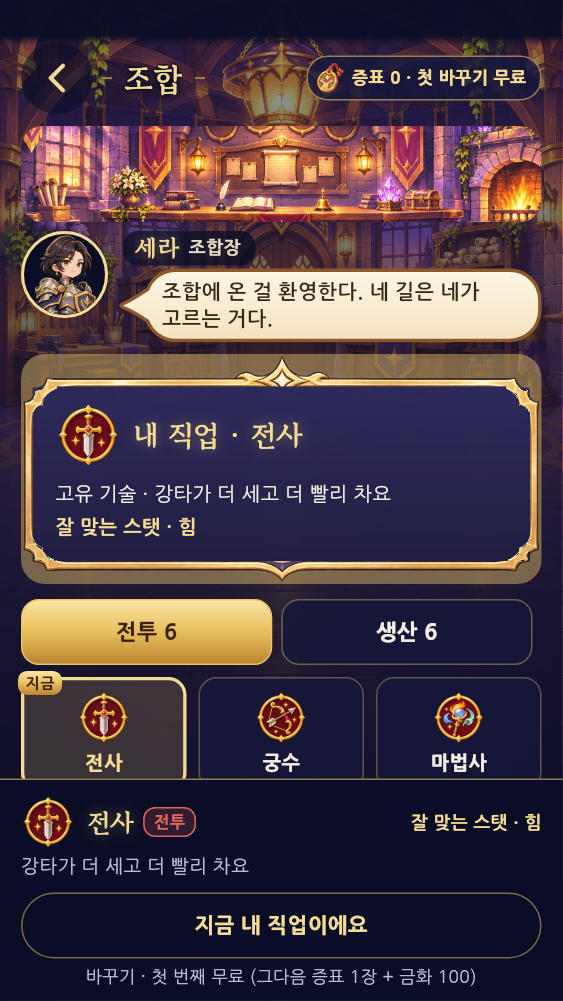 조합
증표 0 · 첫 바꾸기 무료
세라 조합장
조합에 온 걸 환영한다. 네 길은 네가
고르는 거다.
내 직업 · 전사
고유 기술 · 강타가 더 세고 더 빨리 차요
잘 맞는 스탯 · 힘
전투 6
생산 6
지금
전사
궁수
마법사
전사 전투
잘 맞는 스탯 · 힘
강타가 더 세고 더 빨리 차요
지금 내 직업이에요
바꾸기 · 첫 번째 무료 (그다음 증표 1장 + 금화 100)